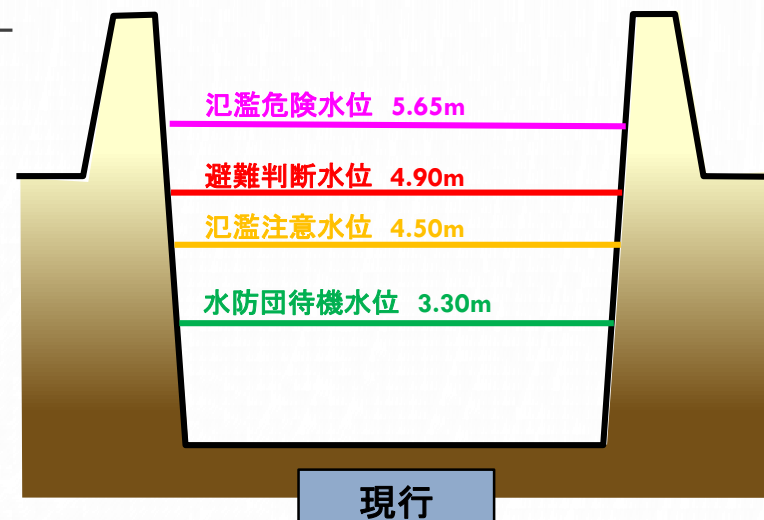 氾濫危険水位 5.65m
避難判断水位 4.90m
氾濫注意水位 4.50m
水防団待機水位 3.30m
現行